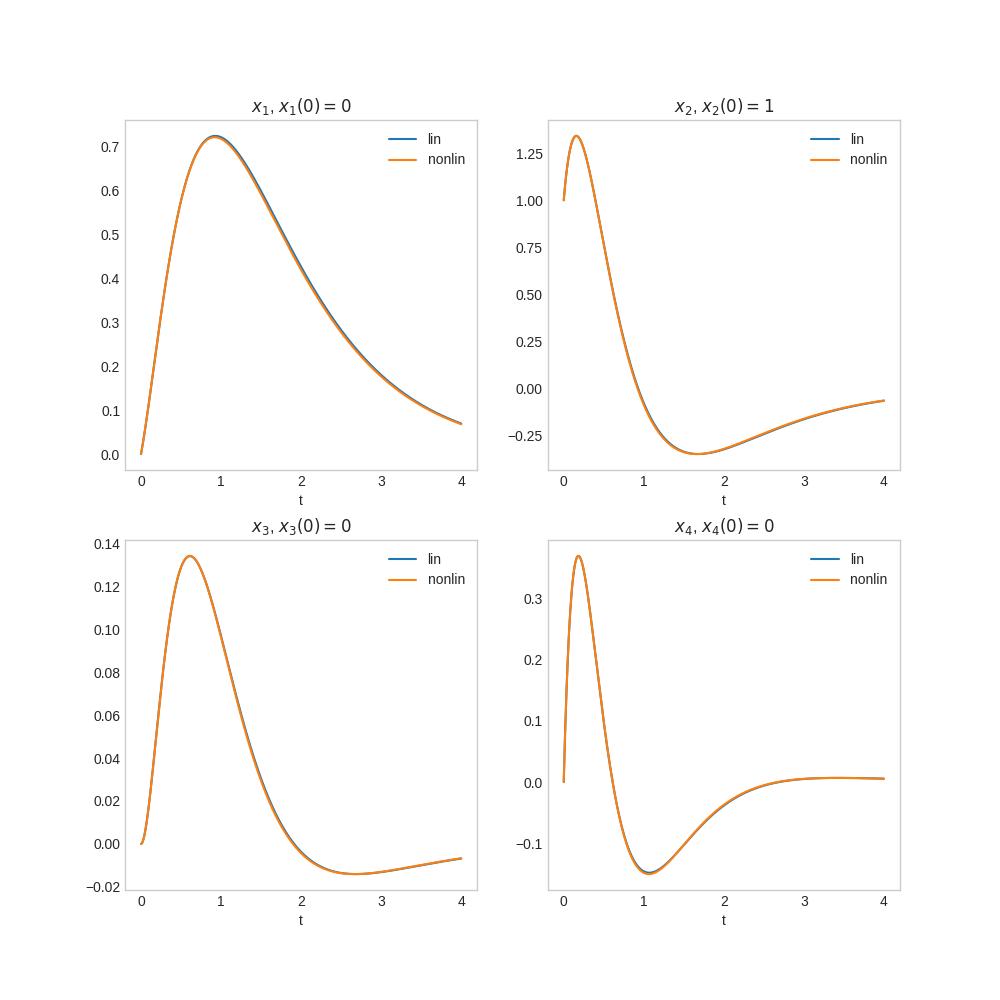 x₁, x₁(0) = 0
lin
nonlin
0.7
0.6
0.5
0.4
0.3
0.2
0.1
0.0
0 1 2 3 4
t
x₂, x₂(0) = 1
lin
nonlin
1.25
1.00
0.75
0.50
0.25
0.00
−0.25
0 1 2 3 4
t
x₃, x₃(0) = 0
lin
nonlin
0.14
0.12
0.10
0.08
0.06
0.04
0.02
0.00
−0.02
0 1 2 3 4
t
x₄, x₄(0) = 0
lin
nonlin
0.3
0.2
0.1
0.0
−0.1
0 1 2 3 4
t